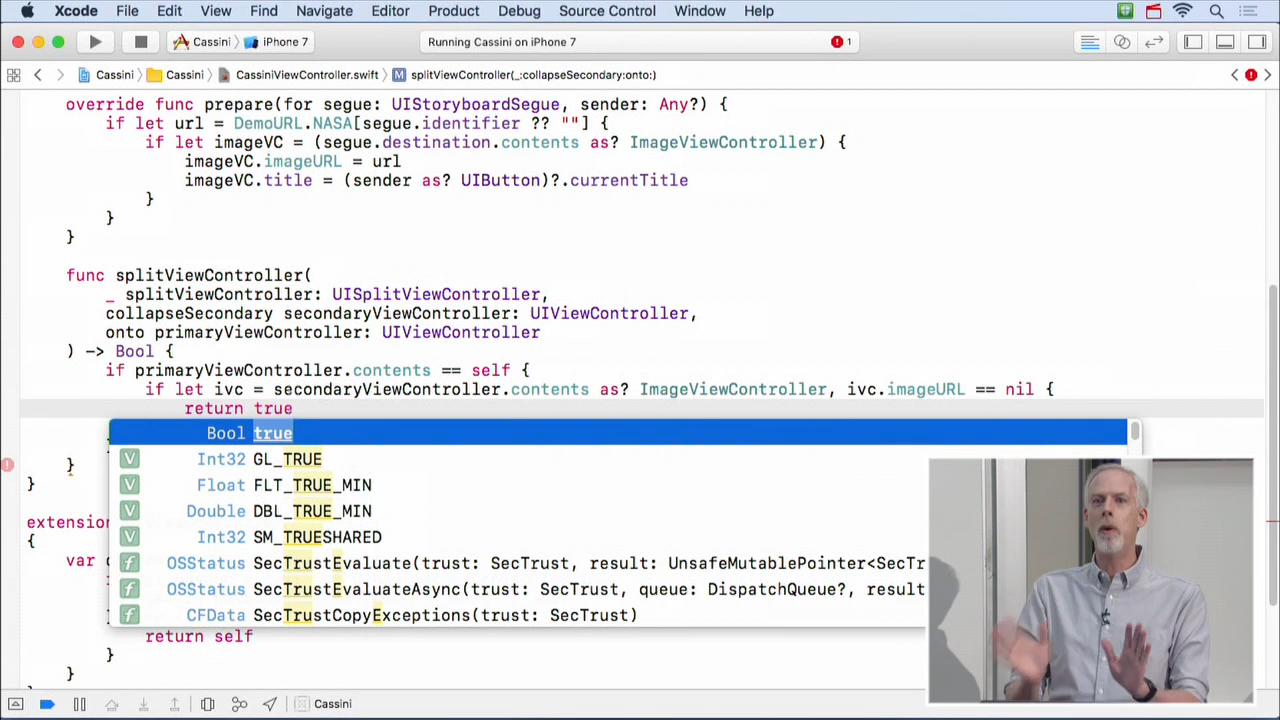 Xcode File Edit View Find Navigate Editor Product Debug Source Control Window Help
Cassini iPhone 7 Running Cassini on iPhone 7 1
Cassini Cassini CassiniViewController.swift M splitViewController(_:collapseSecondary:onto:)
override func prepare(for segue: UIStoryboardSegue, sender: Any?) {
if let url = DemoURL.NASA[segue.identifier ?? ""] {
if let imageVC = (segue.destination.contents as? ImageViewController) {
imageVC.imageURL = url
imageVC.title = (sender as? UIButton)?.currentTitle
}
}
}
func splitViewController(
_ splitViewController: UISplitViewController,
collapseSecondary secondaryViewController: UIViewController,
onto primaryViewController: UIViewController
) -> Bool {
if primaryViewController.contents == self {
if let ivc = secondaryViewController.contents as? ImageViewController, ivc.imageURL == nil {
return true
Bool true
V Int32 GL_TRUE
}
V Float FLT_TRUE_MIN
}
V Double DBL_TRUE_MIN
extension
V Int32 SM_TRUESHARED
{
var
f OSStatus SecTrustEvaluate(trust: SecTrust, result: UnsafeMutablePointer<SecTr
f OSStatus SecTrustEvaluateAsync(trust: SecTrust, queue: DispatchQueue?, result
f CFData SecTrustCopyExceptions(trust: SecTrust)
return self
}
}
Cassini